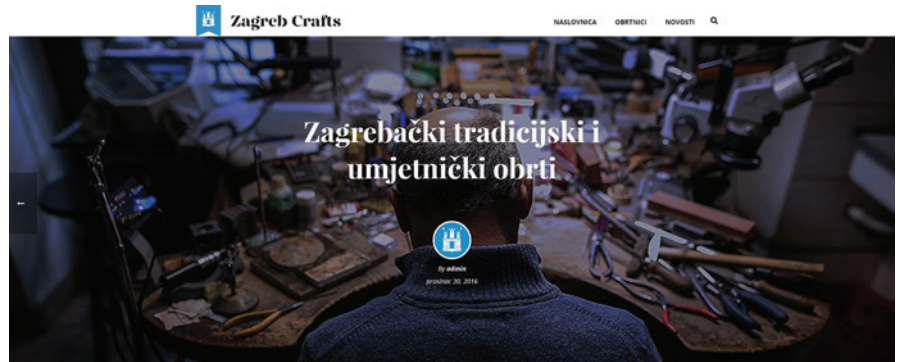 Zagreb Crafts
NASLOVNICA OBRTNICI NOVOSTI
Zagrebački tradicijski i
umjetnički obrti
By admin
prosinac 30, 2016